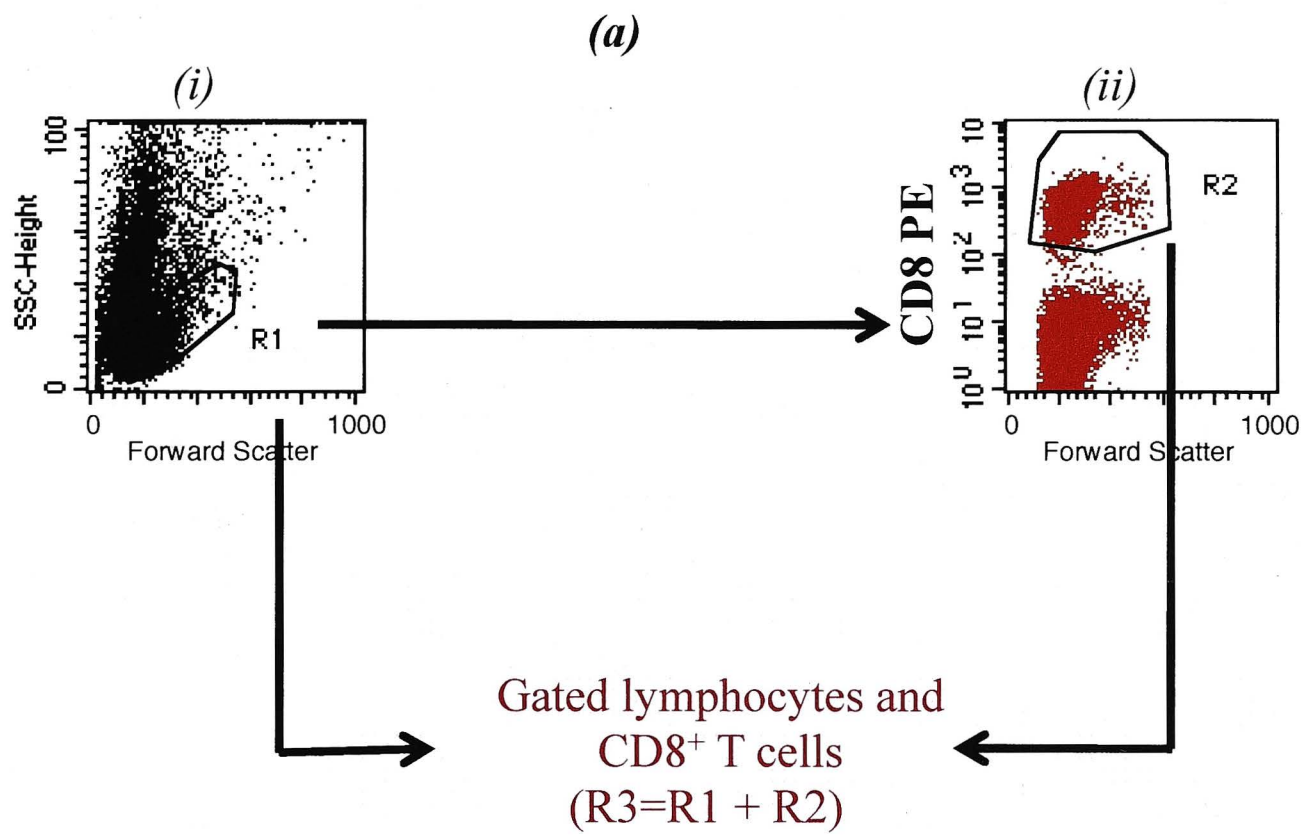 (a)
(i)
(ii)
100
SSC-Height
0
R1
0
1000
Forward Scatter
CD8 PE
10
10³
10²
10¹
10⁰
R2
0
1000
Forward Scatter
Gated lymphocytes and
CD8⁺ T cells
(R3=R1 + R2)